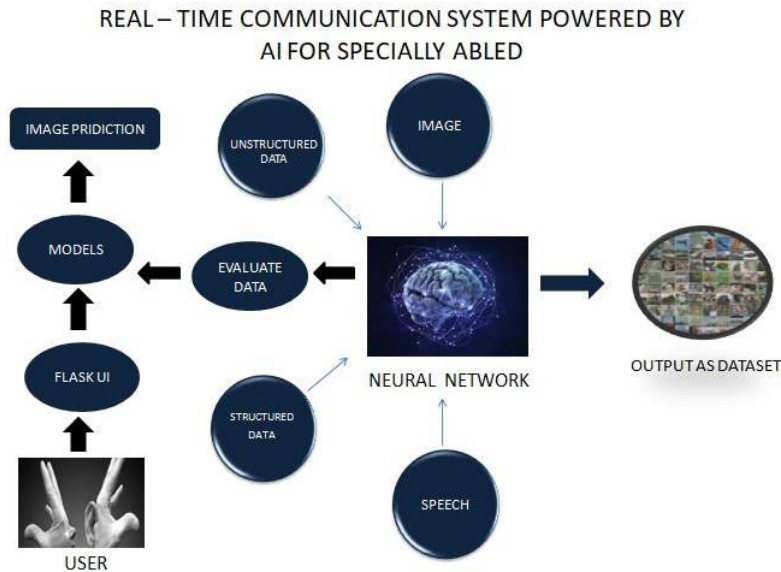 REAL – TIME COMMUNICATION SYSTEM POWERED BY
AI FOR SPECIALLY ABLED
IMAGE PRIDICTION
UNSTRUCTURED
DATA
IMAGE
MODELS
EVALUATE
DATA
FLASK UI
NEURAL NETWORK
OUTPUT AS DATASET
STRUCTURED
DATA
SPEECH
USER